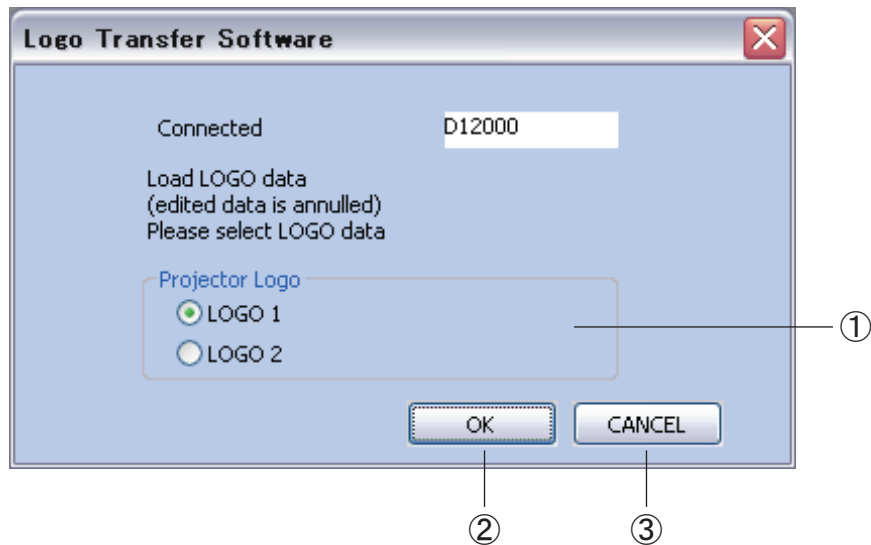 Logo Transfer Software
Connected D12000
Load LOGO data
(edited data is annulled)
Please select LOGO data
Projector Logo
LOGO 1
①
LOGO 2
OK CANCEL
② ③